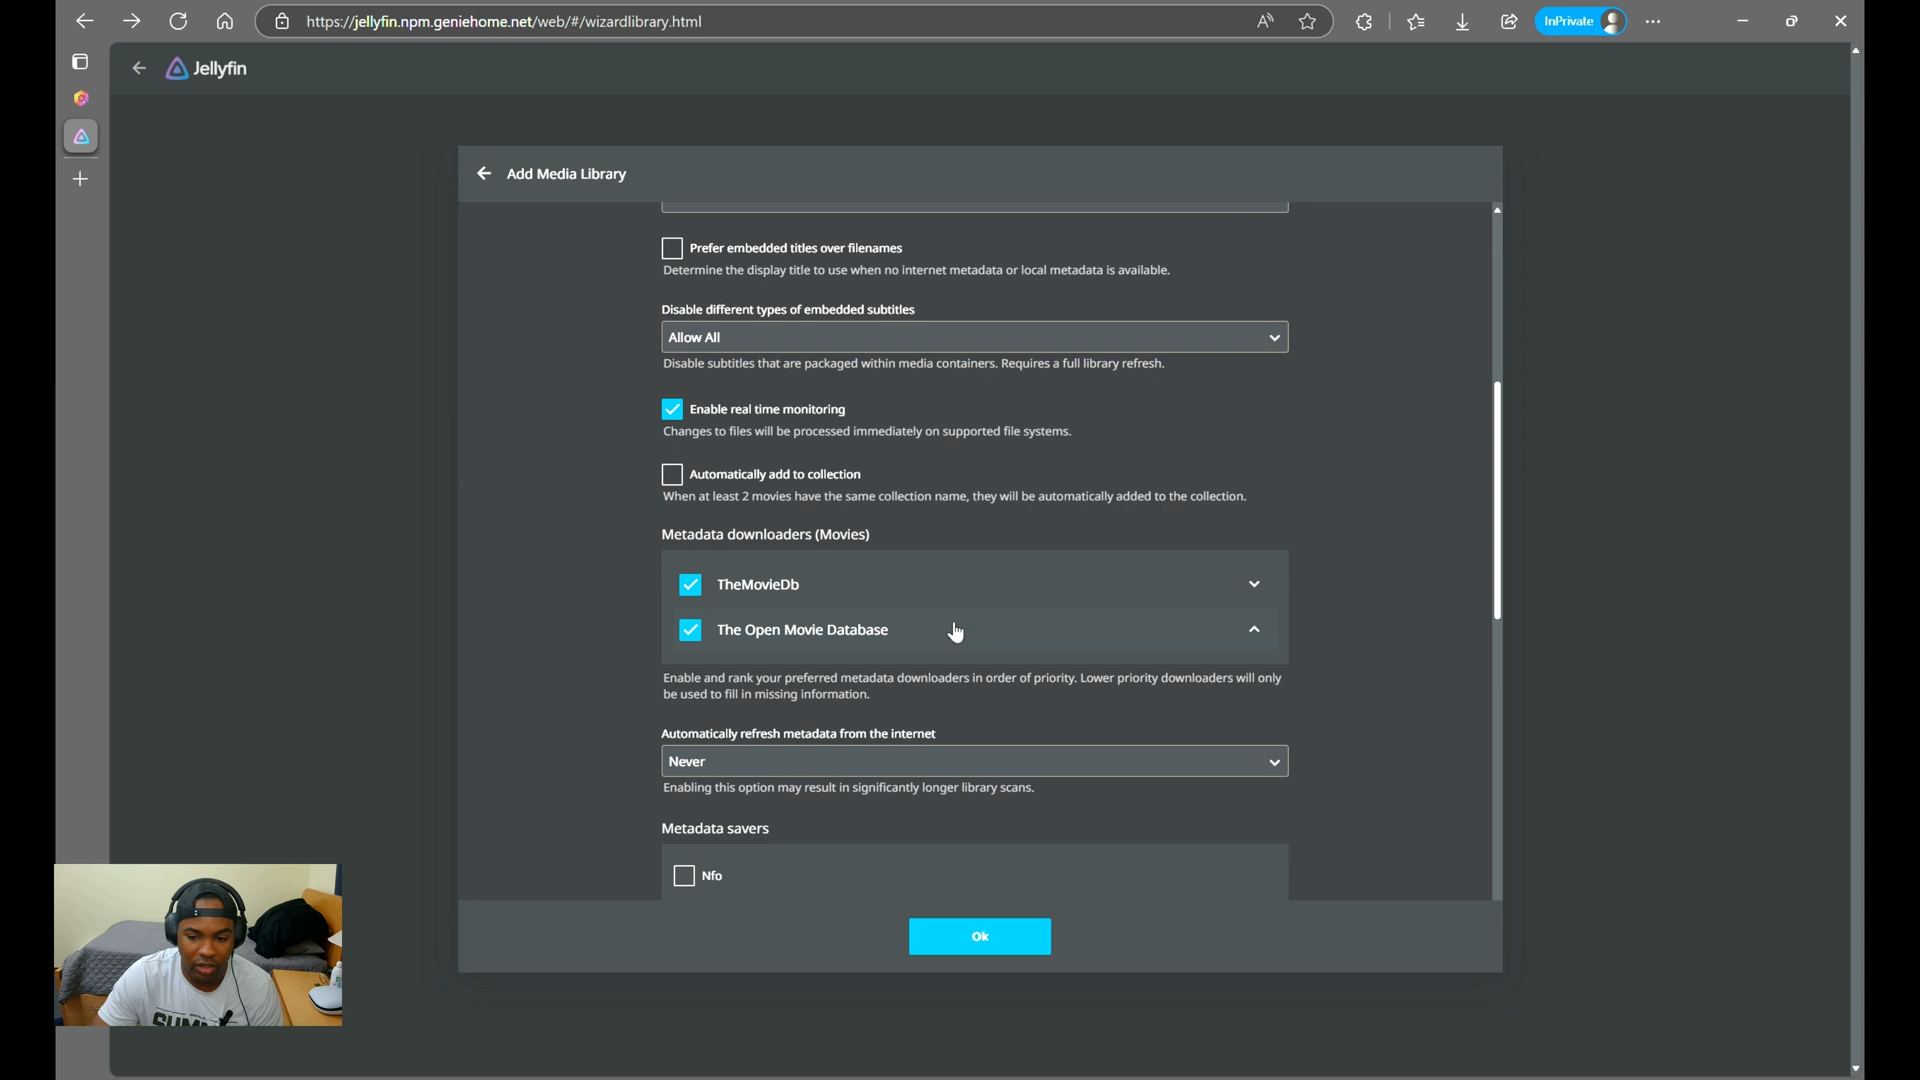 https://jellyfin.npm.geniehome.net/web/#/wizardlibrary.html
InPrivate
Jellyfin
Add Media Library
Prefer embedded titles over filenames
Determine the display title to use when no internet metadata or local metadata is available.
Disable different types of embedded subtitles
Allow All
Disable subtitles that are packaged within media containers. Requires a full library refresh.
Enable real time monitoring
Changes to files will be processed immediately on supported file systems.
Automatically add to collection
When at least 2 movies have the same collection name, they will be automatically added to the collection.
Metadata downloaders (Movies)
TheMovieDb
The Open Movie Database
Enable and rank your preferred metadata downloaders in order of priority. Lower priority downloaders will only
be used to fill in missing information.
Automatically refresh metadata from the internet
Never
Enabling this option may result in significantly longer library scans.
Metadata savers
Nfo
Ok